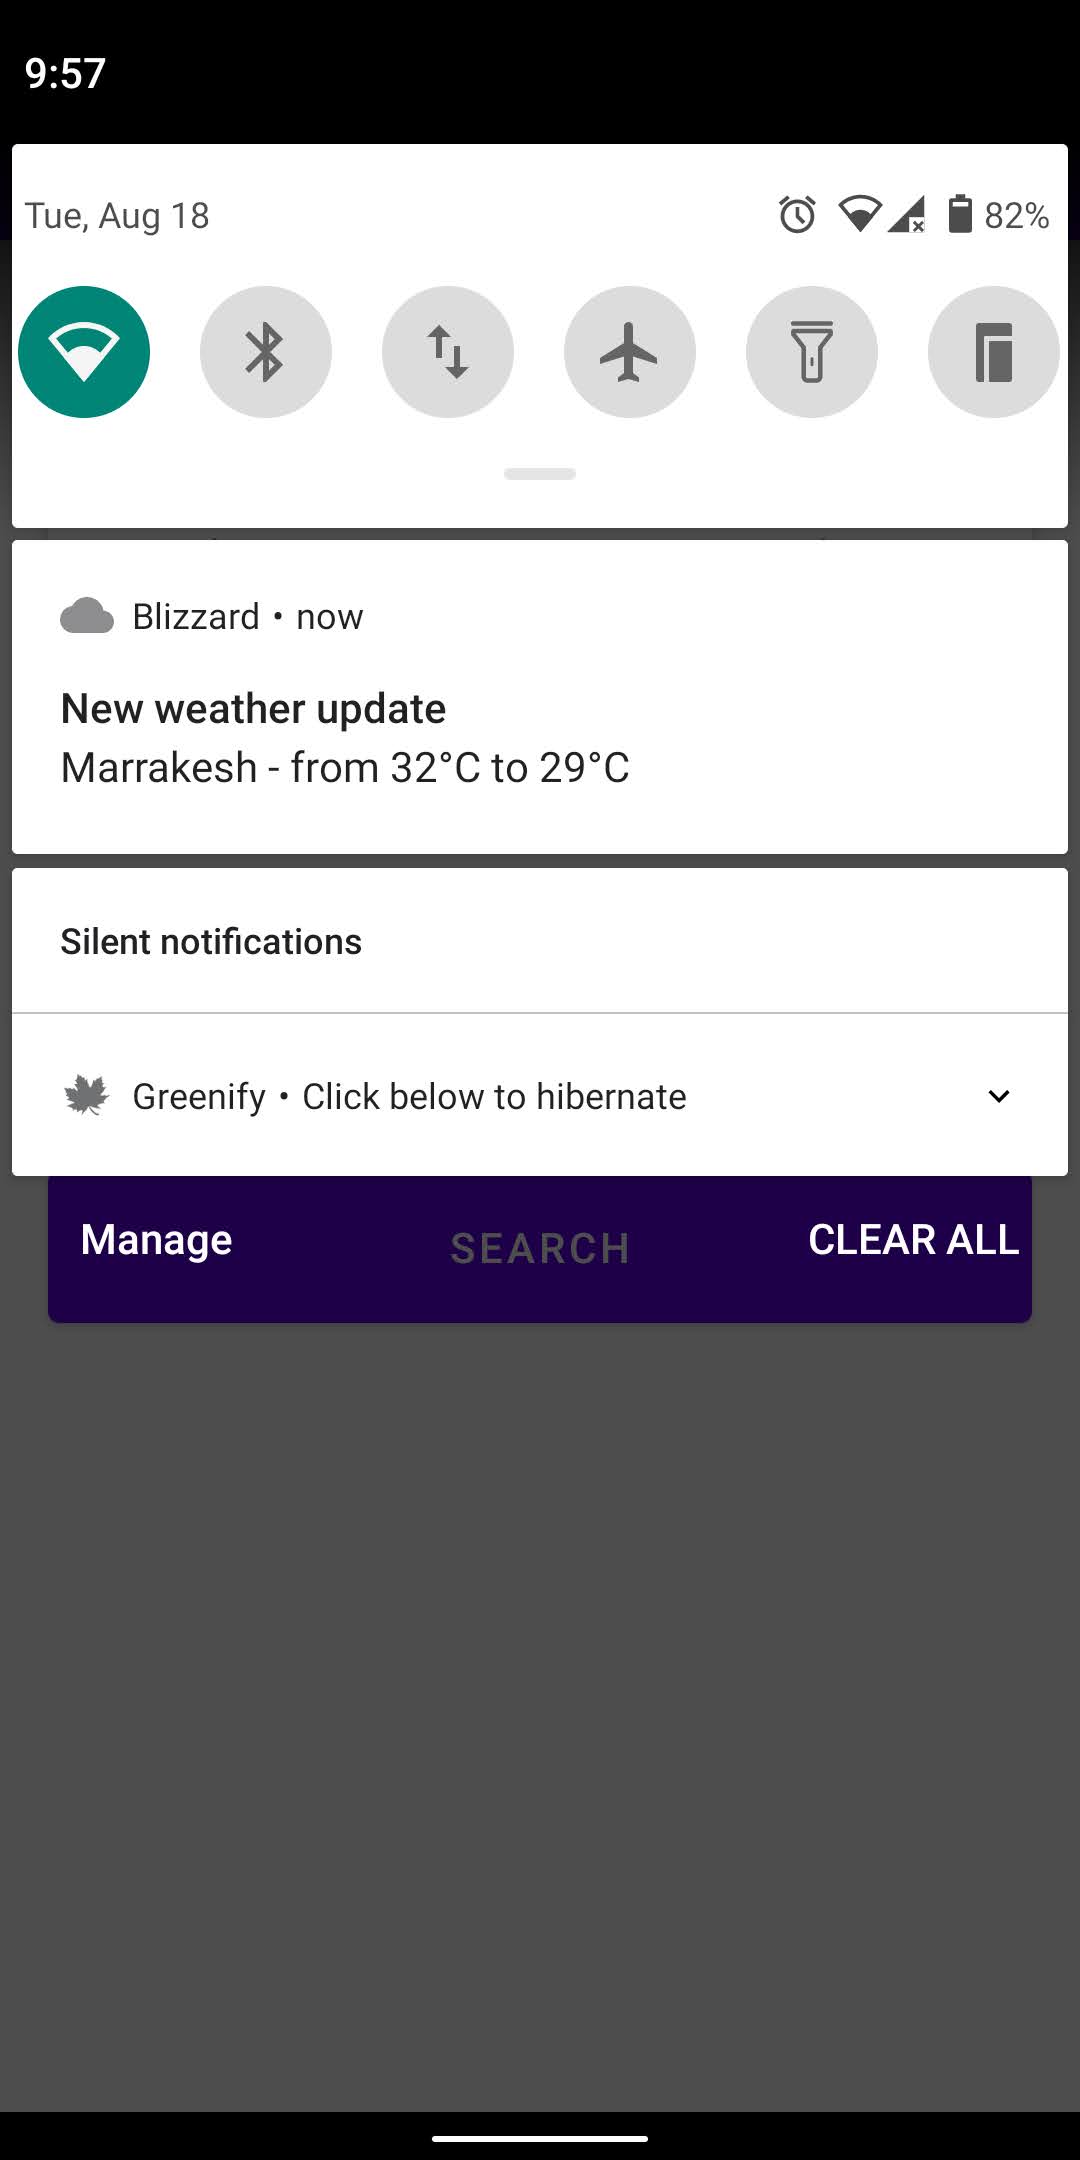 9:57
Tue, Aug 18 82%
Blizzard • now
New weather update
Marrakesh - from 32°C to 29°C
Silent notifications
Greenify • Click below to hibernate
Manage SEARCH CLEAR ALL